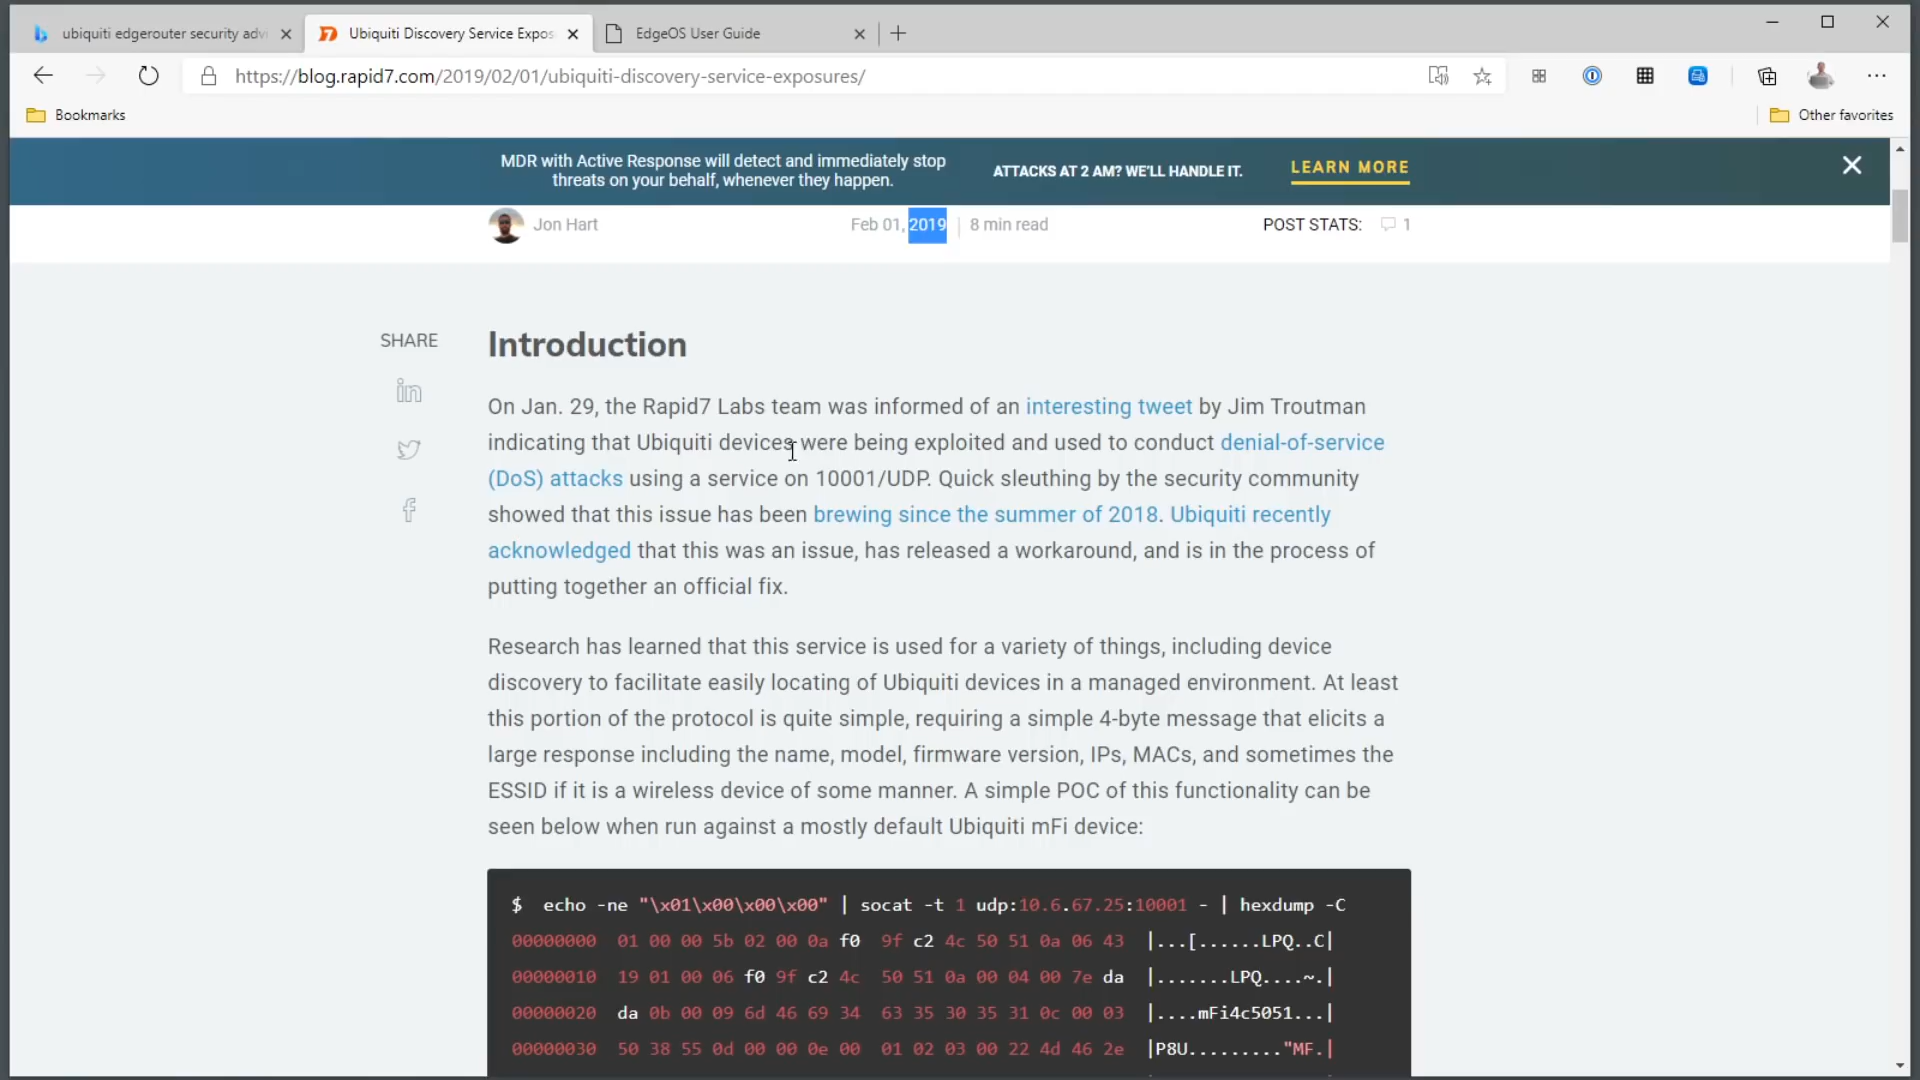 ubiquiti edgerouter security adv
Ubiquiti Discovery Service Expos
EdgeOS User Guide
https://blog.rapid7.com/2019/02/01/ubiquiti-discovery-service-exposures/
Bookmarks
Other favorites
MDR with Active Response will detect and immediately stop
threats on your behalf, whenever they happen.
ATTACKS AT 2 AM? WE'LL HANDLE IT.
LEARN MORE
Jon Hart
Feb 01, 2019
8 min read
POST STATS:
1
SHARE
Introduction
On Jan. 29, the Rapid7 Labs team was informed of an interesting tweet by Jim Troutman
indicating that Ubiquiti devices were being exploited and used to conduct denial-of-service
(DoS) attacks using a service on 10001/UDP. Quick sleuthing by the security community
showed that this issue has been brewing since the summer of 2018. Ubiquiti recently
acknowledged that this was an issue, has released a workaround, and is in the process of
putting together an official fix.
Research has learned that this service is used for a variety of things, including device
discovery to facilitate easily locating of Ubiquiti devices in a managed environment. At least
this portion of the protocol is quite simple, requiring a simple 4-byte message that elicits a
large response including the name, model, firmware version, IPs, MACs, and sometimes the
ESSID if it is a wireless device of some manner. A simple POC of this functionality can be
seen below when run against a mostly default Ubiquiti mFi device:
$ echo -ne "\x01\x00\x00\x00" | socat -t 1 udp:10.6.67.25:10001 - | hexdump -C
00000000 01 00 00 5b 02 00 0a f0 9f c2 4c 50 51 0a 06 43 |...[......LPQ..C|
00000010 19 01 00 06 f0 9f c2 4c 50 51 0a 00 04 00 7e da |.......LPQ....~.|
00000020 da 0b 00 09 6d 46 69 34 63 35 30 35 31 0c 00 03 |....mFi4c5051...|
00000030 50 38 55 0d 00 00 0e 00 01 02 03 00 22 4d 46 2e |P8U........."MF.|